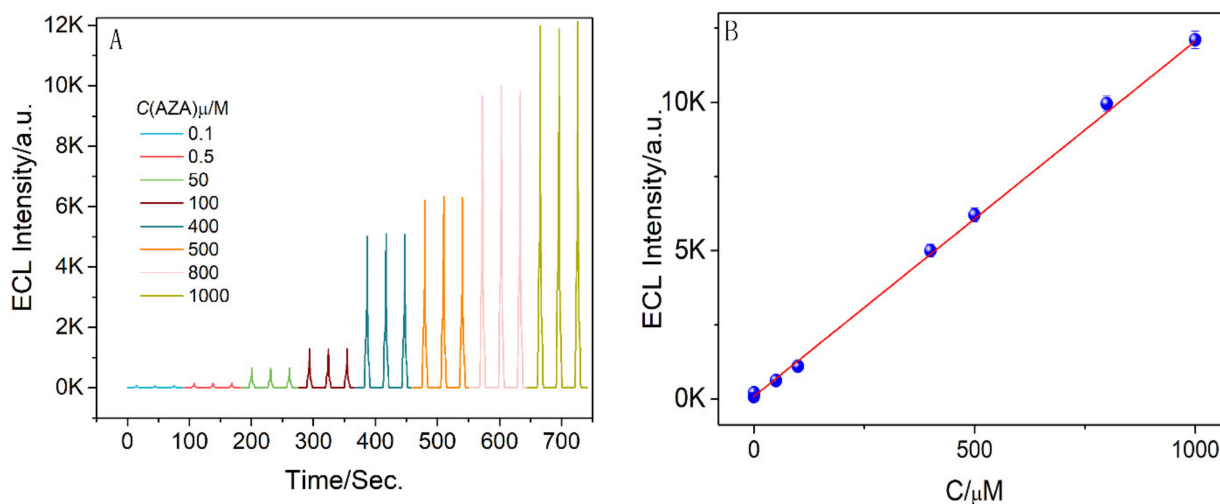 A
12K
10K
8K
6K
4K
2K
0K
ECL Intensity/a.u.
C(AZA)μ/M
0.1
0.5
50
100
400
500
800
1000
0 100 200 300 400 500 600 700
Time/Sec.
B
10K
5K
0K
ECL Intensity/a.u.
0 500 1000
C/μM